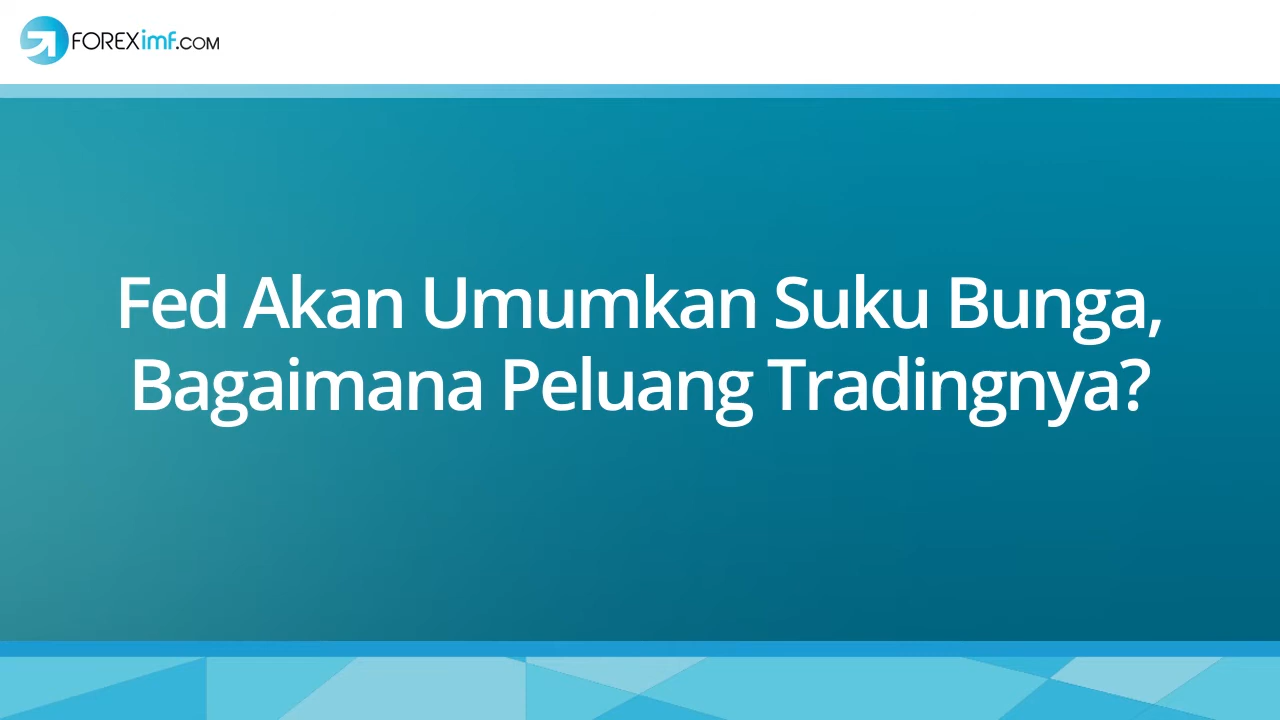 FOREXimf.COM
Fed Akan Umumkan Suku Bunga,
Bagaimana Peluang Tradingnya?